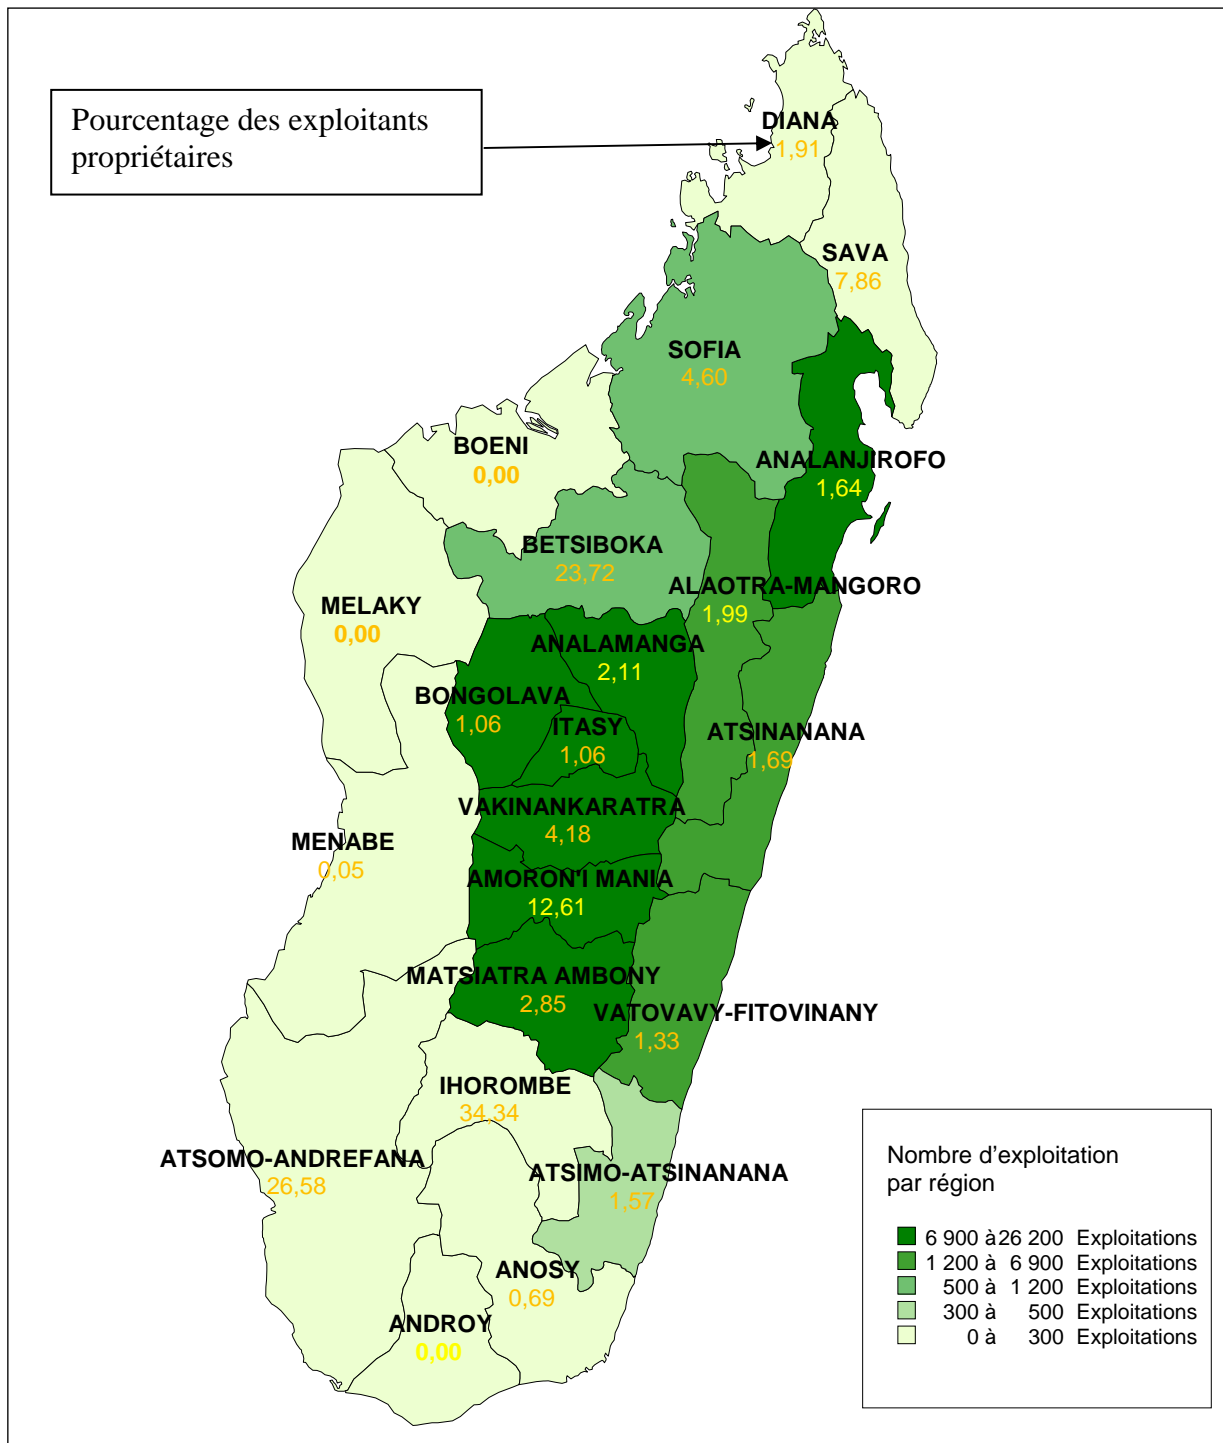 Pourcentage des exploitants
propriétaires
DIANA
1,91
SAVA
7,86
SOFIA
4,60
BOENI
0,00
ANALANJIROFO
1,64
BETSIBOKA
23,72
ALAOTRA-MANGORO
1,99
MELAKY
0,00
ANALAMANGA
2,11
BONGOLAVA
1,06
ITASY
1,06
ATSINANANA
1,69
VAKINANKARATRA
4,18
MENABE
0,05
AMORON'I MANIA
12,61
MATSIATRA AMBONY
2,85
VATOVAVY-FITOVINANY
1,33
IHOROMBE
34,34
ATSOMO-ANDREFANA
26,58
ATSIMO-ATSINANANA
1,57
ANOSY
0,69
ANDROY
0,00
Nombre d’exploitation
par région
6 900 à 26 200 Exploitations
1 200 à 6 900 Exploitations
500 à 1 200 Exploitations
300 à 500 Exploitations
0 à 300 Exploitations